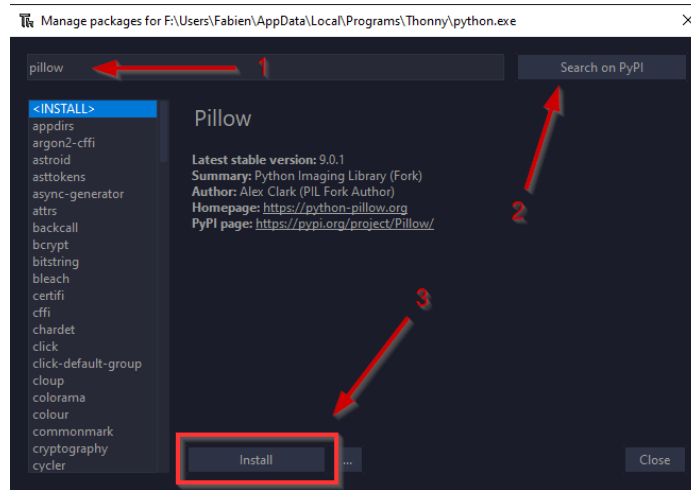 Manage packages for F:\Users\Fabien\AppData\Local\Programs\Thonny\python.exe
pillow
1
Search on PyPI
2
<INSTALL>
appdirs
argon2-cffi
astroid
asttokens
async-generator
attrs
backcall
bcrypt
bitstring
bleach
certifi
cffi
chardet
click
click-default-group
cloup
colorama
colour
commonmark
cryptography
cycler
Pillow
Latest stable version: 9.0.1
Summary: Python Imaging Library (Fork)
Author: Alex Clark (PIL Fork Author)
Homepage: https://python-pillow.org
PyPI page: https://pypi.org/project/Pillow/
3
Install
...
Close